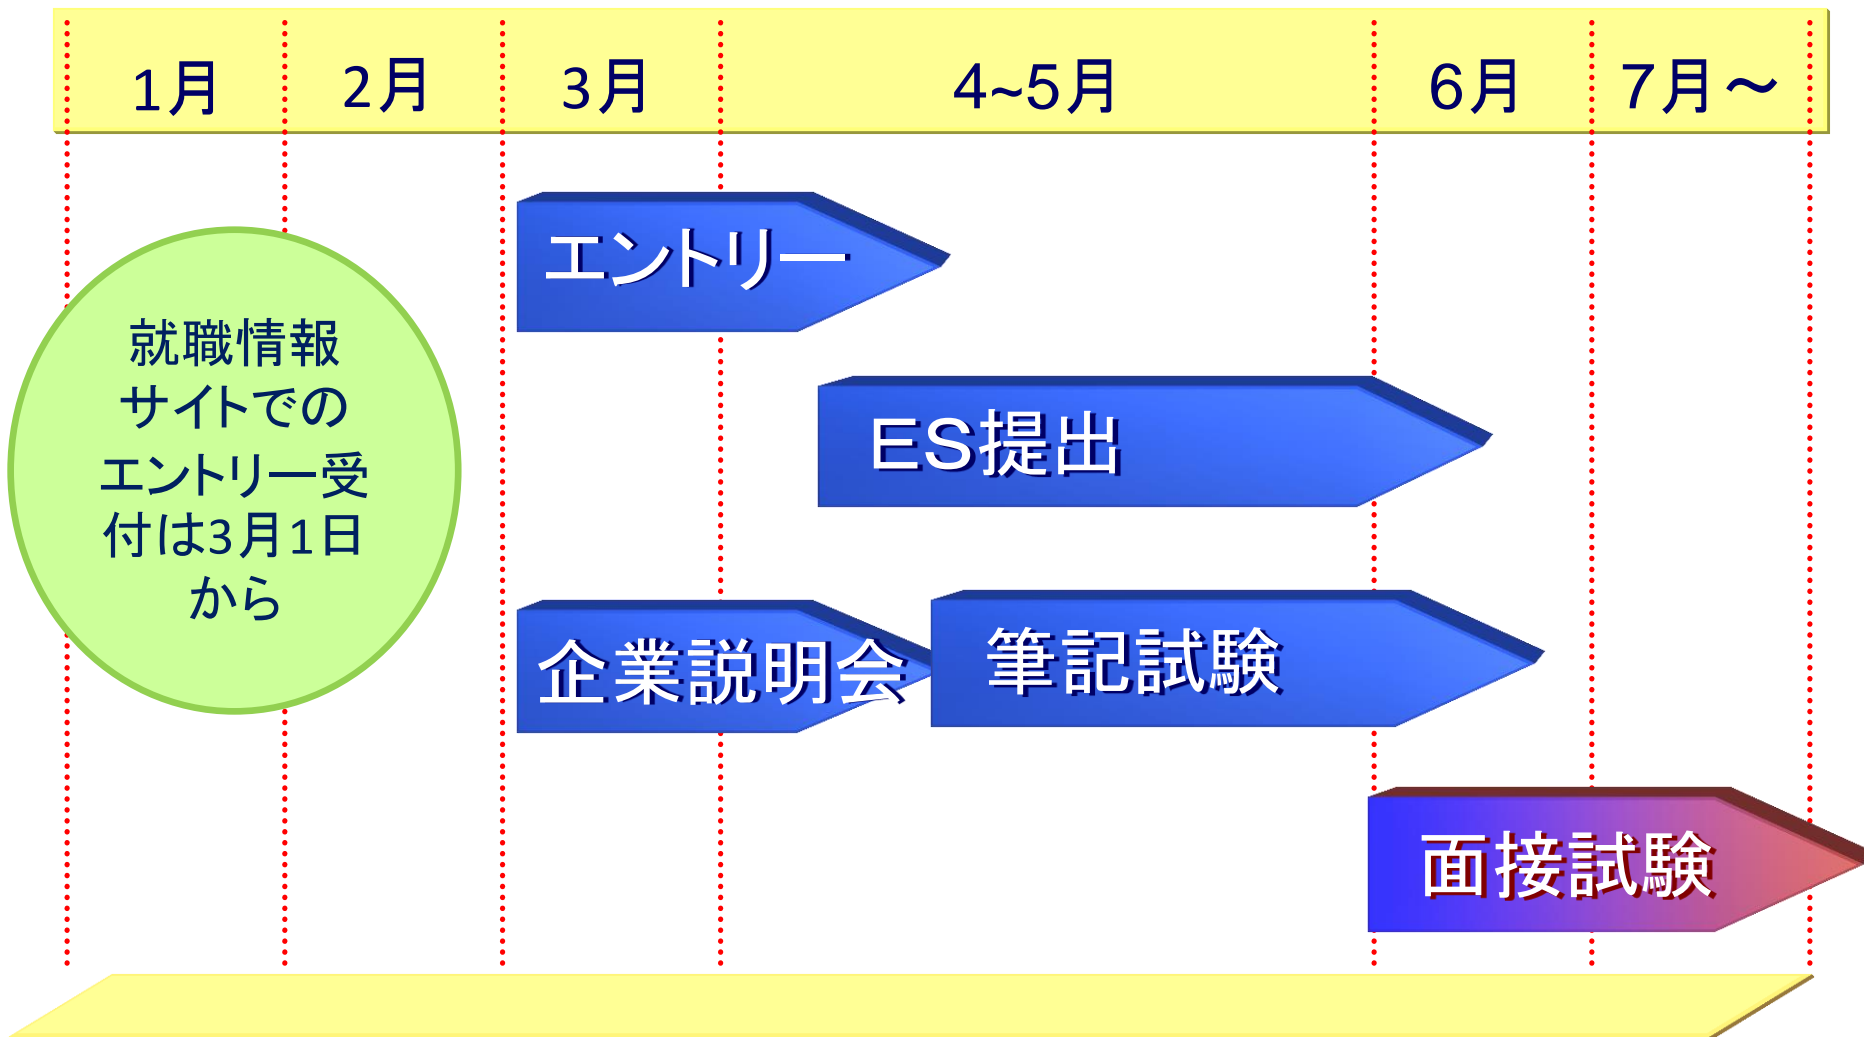 1月 2月 3月 4~5月 6月 7月～
エントリー
就職情報
サイトでの
エントリー受
付は3月1日
から
ES提出
企業説明会 筆記試験
面接試験